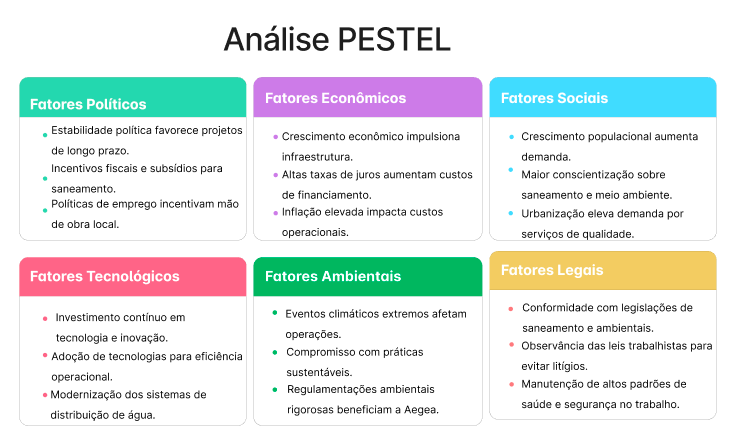 Análise PESTEL
Fatores Políticos
Estabilidade política favorece projetos
de longo prazo.
Incentivos fiscais e subsídios para
saneamento.
Políticas de emprego incentivam mão
de obra local.
Fatores Econômicos
Crescimento econômico impulsiona
infraestrutura.
Altas taxas de juros aumentam custos
de financiamento.
Inflação elevada impacta custos
operacionais.
Fatores Sociais
Crescimento populacional aumenta
demanda.
Maior conscientização sobre
saneamento e meio ambiente.
Urbanização eleva demanda por
serviços de qualidade.
Fatores Tecnológicos
Investimento contínuo em
tecnologia e inovação.
Adoção de tecnologias para eficiência
operacional.
Modernização dos sistemas de
distribuição de água.
Fatores Ambientais
Eventos climáticos extremos afetam
operações.
Compromisso com práticas
sustentáveis.
Regulamentações ambientais
rigorosas beneficiam a Aegea.
Fatores Legais
Conformidade com legislações de
saneamento e ambientais.
Observância das leis trabalhistas para
evitar litígios.
Manutenção de altos padrões de
saúde e segurança no trabalho.